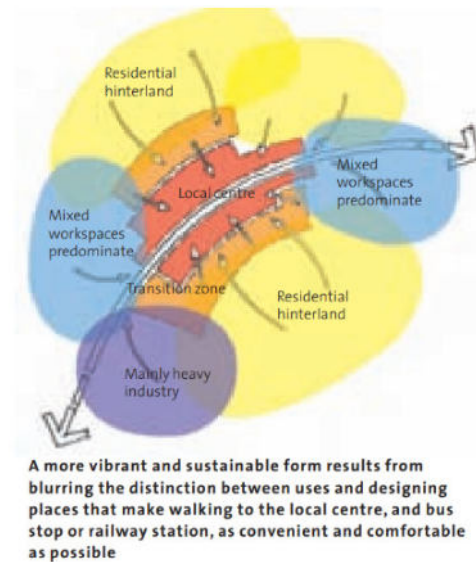 Residential
hinterland
Local centre
Mixed
workspaces
predominate
Mixed
workspaces
predominate
Transition zone
Residential
hinterland
Mainly heavy
industry
A more vibrant and sustainable form results from
blurring the distinction between uses and designing
places that make walking to the local centre, and bus
stop or railway station, as convenient and comfortable
as possible